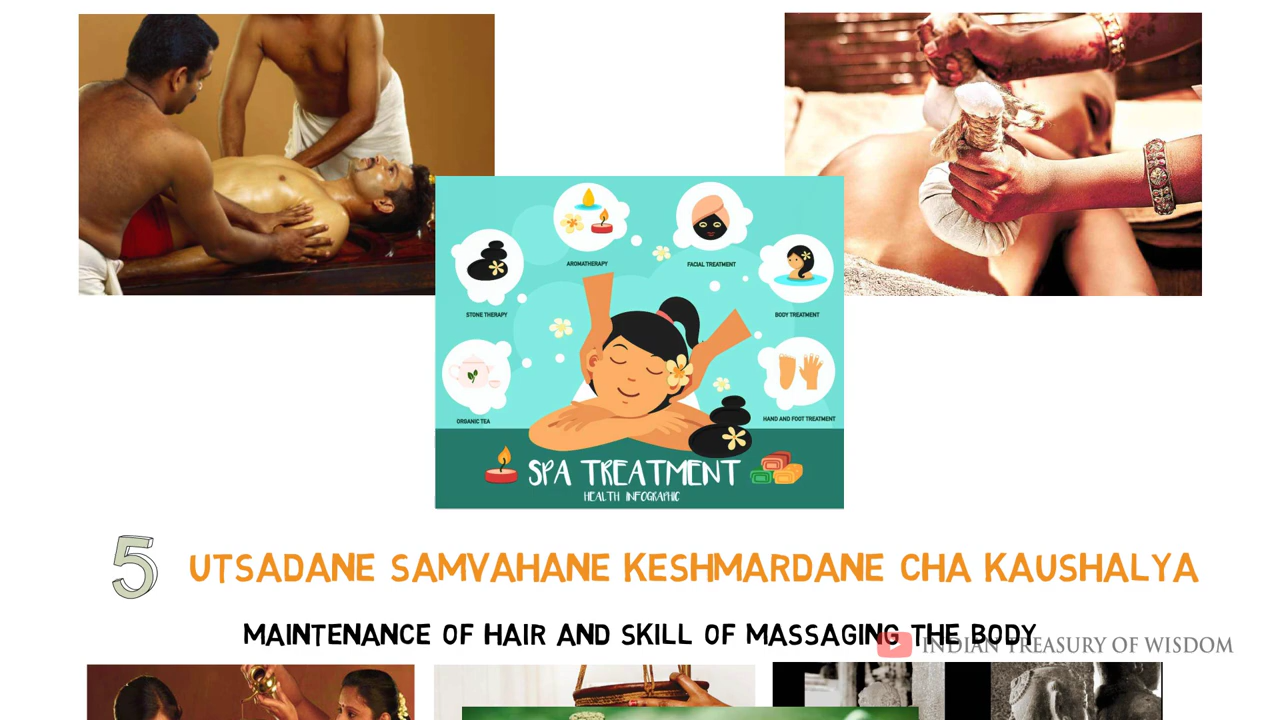 AROMATHERAPY
FACIAL TREATMENT
STONE THERAPY
BODY TREATMENT
ORGANIC TEA
HAND AND FOOT TREATMENT
SPA TREATMENT
HEALTH INFOGRAPHIC
5 UTSADANE SAMVAHANE KESHMARDANE CHA KAUSHALYA
MAINTENANCE OF HAIR AND SKILL OF MASSAGING THE BODY
INDIAN TREASURY OF WISDOM